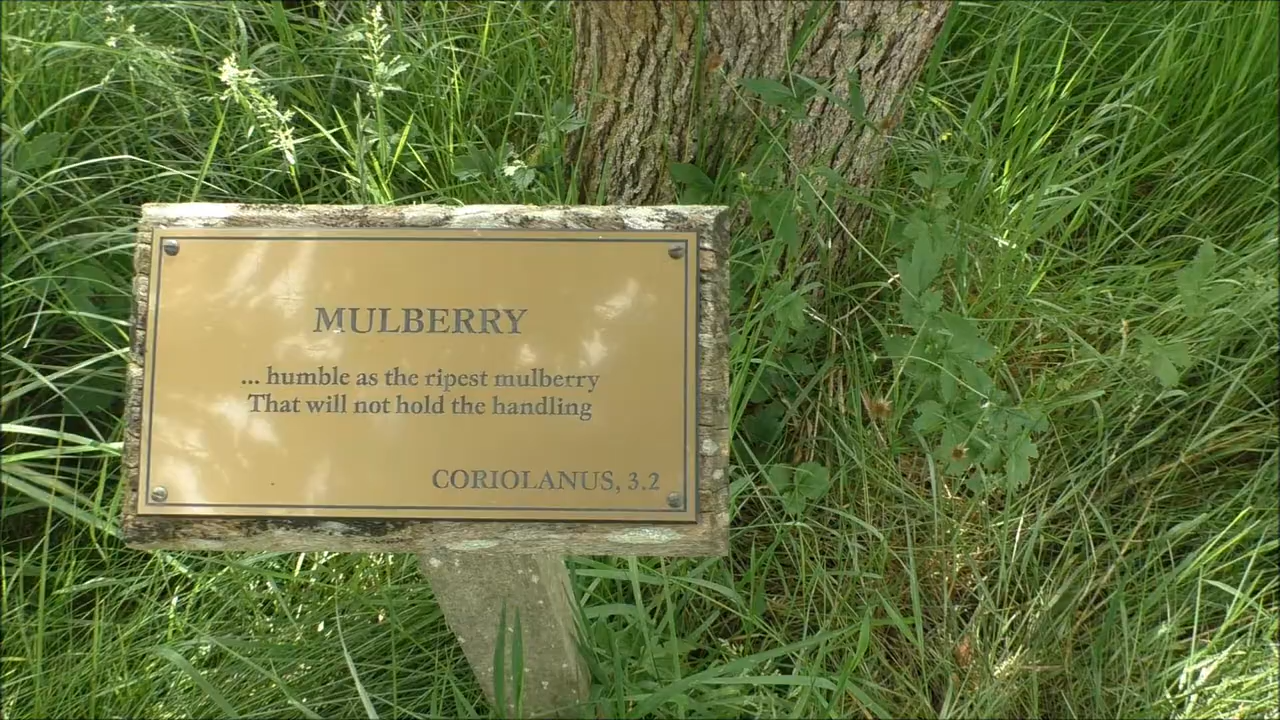 MULBERRY
... humble as the ripest mulberry
That will not hold the handling
CORIOLANUS, 3.2